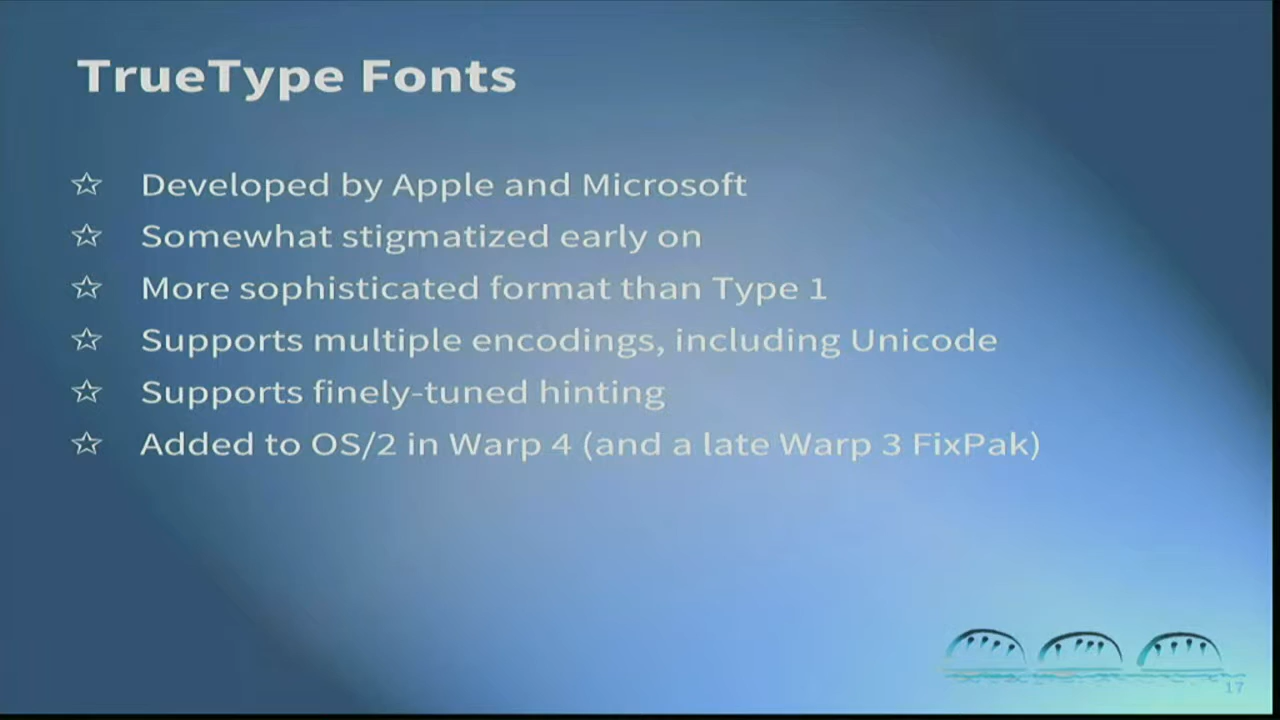 TrueType Fonts
☆ Developed by Apple and Microsoft
☆ Somewhat stigmatized early on
☆ More sophisticated format than Type 1
☆ Supports multiple encodings, including Unicode
☆ Supports finely-tuned hinting
☆ Added to OS/2 in Warp 4 (and a late Warp 3 FixPak)
17